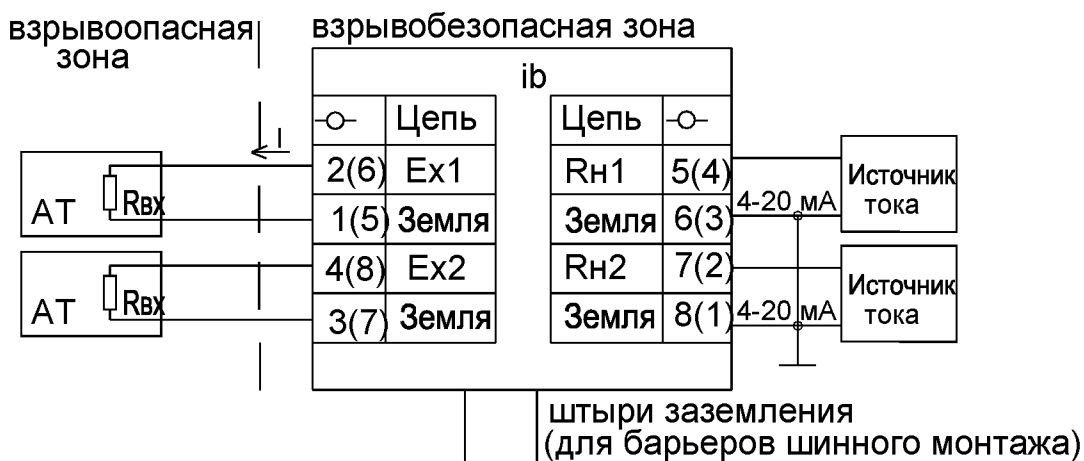 взрывоопасная
зона
взрывобезопасная зона
ib
Цепь
Цепь
I
2(6) Ex1
Rн1 5(4)
1(5) Земля
Земля 6(3)
4(8) Ex2
Rн2 7(2)
3(7) Земля
Земля 8(1)
АТ Rвх
АТ Rвх
4-20 мА
Источник
тока
4-20 мА
Источник
тока
штыри заземления
(для барьеров шинного монтажа)